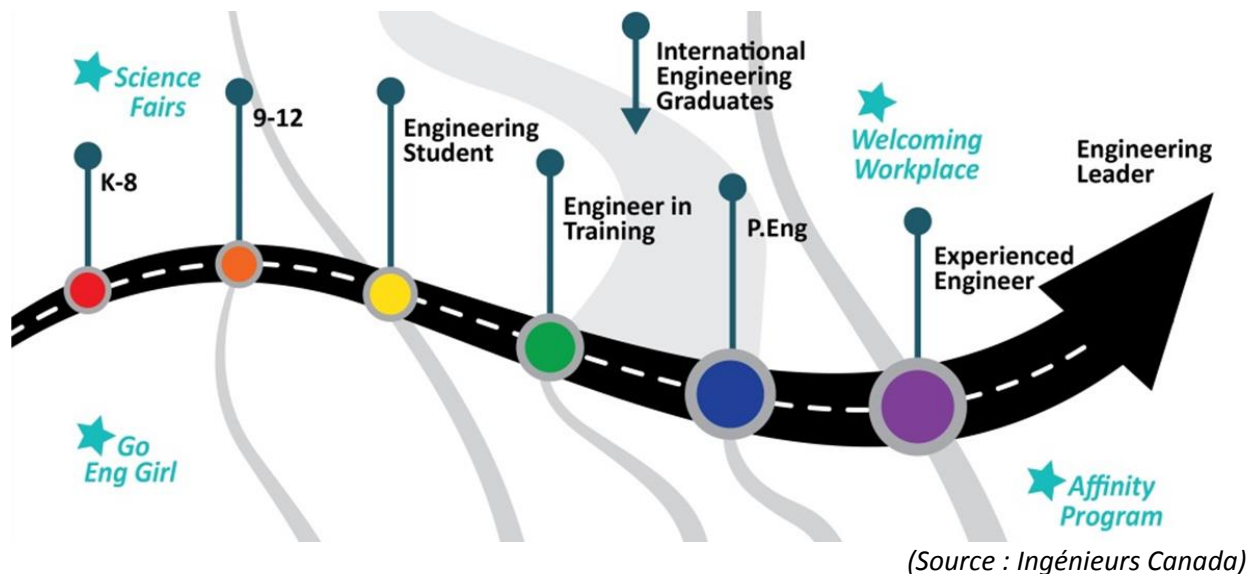 Science
Fairs
K-8
9-12
Engineering
Student
International
Engineering
Graduates
Engineer in
Training
P.Eng
Welcoming
Workplace
Experienced
Engineer
Engineering
Leader
Go
Eng Girl
Affinity
Program
(Source : Ingénieurs Canada)